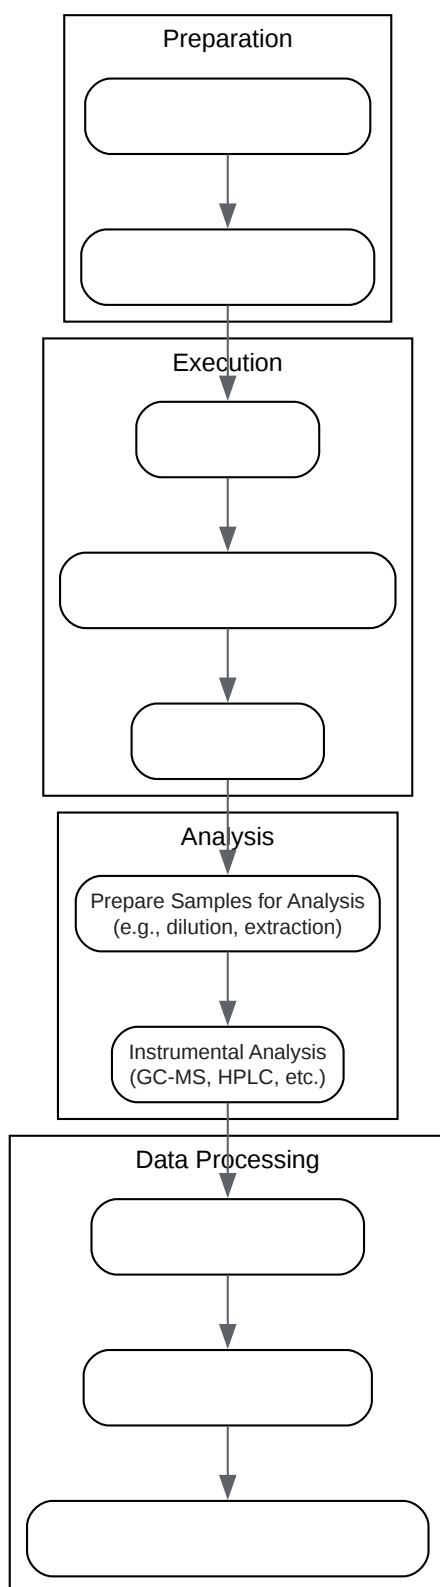 Preparation
Execution
Analysis
Prepare Samples for Analysis
(e.g., dilution, extraction)
Instrumental Analysis
(GC-MS, HPLC, etc.)
Data Processing